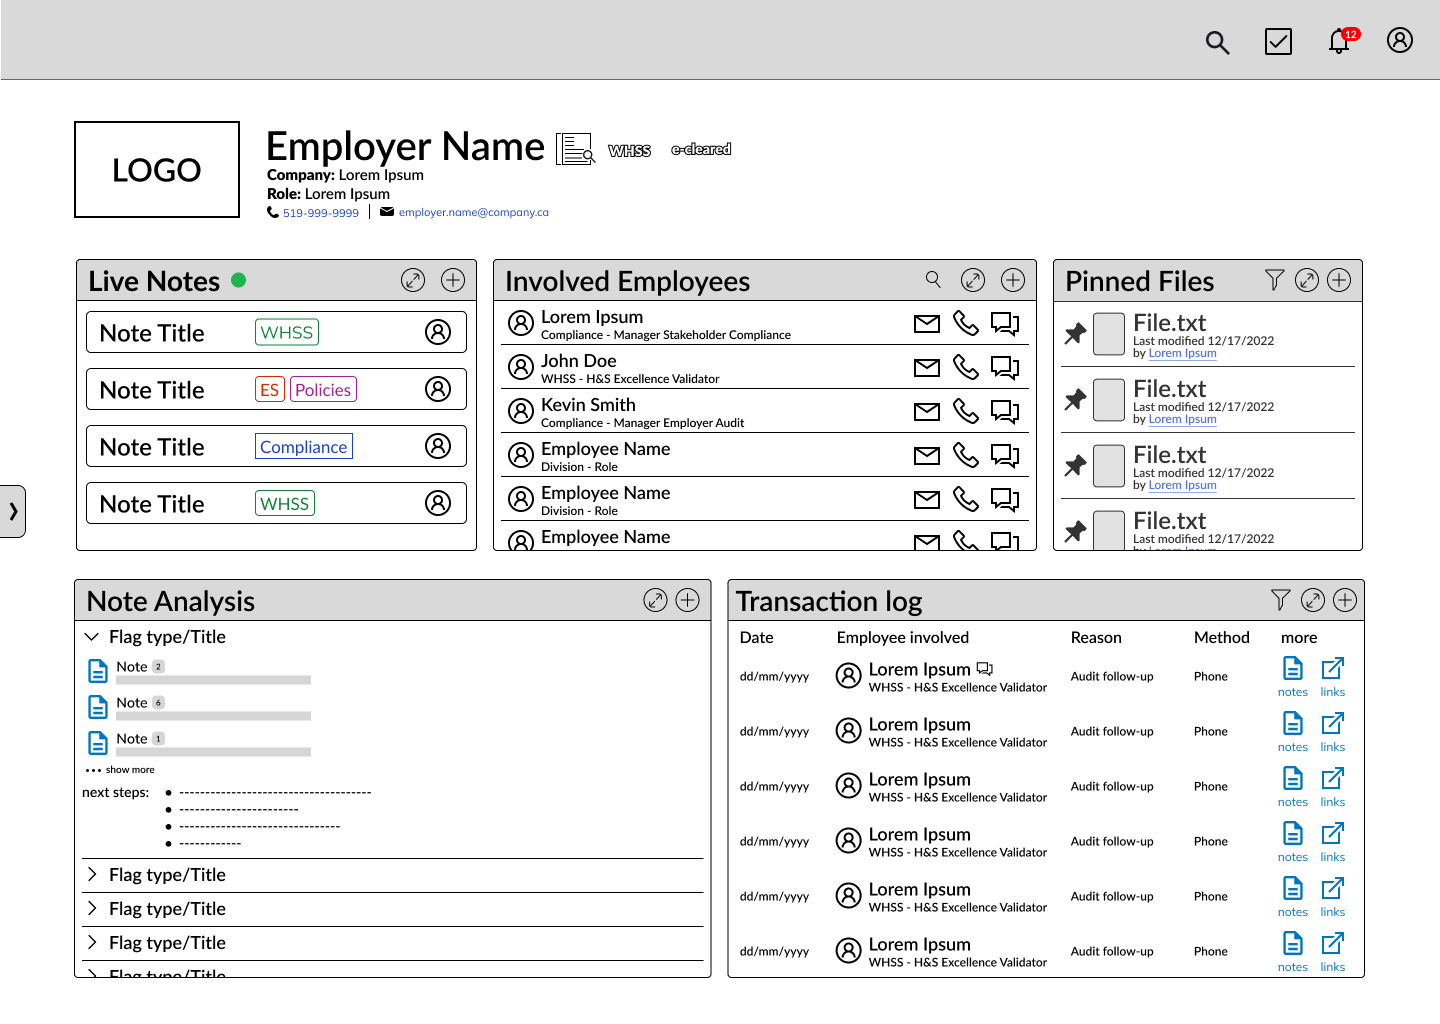 12
LOGO
Employer Name WHSS e-cleared
Company: Lorem Ipsum
Role: Lorem Ipsum
519-999-9999 employer.name@company.ca
Live Notes
Note Title WHSS
Note Title ES Policies
Note Title Compliance
Note Title WHSS
Involved Employees
Lorem Ipsum
Compliance - Manager Stakeholder Compliance
John Doe
WHSS - H&S Excellence Validator
Kevin Smith
Compliance - Manager Employer Audit
Employee Name
Division - Role
Employee Name
Division - Role
Employee Name
Pinned Files
File.txt
Last modified 12/17/2022
by Lorem Ipsum
File.txt
Last modified 12/17/2022
by Lorem Ipsum
File.txt
Last modified 12/17/2022
by Lorem Ipsum
File.txt
Last modified 12/17/2022
by Lorem Ipsum
Note Analysis
Flag type/Title
Note 2
Note 6
Note 1
••• show more
next steps:
• -------------------------------------
• -----------------------
• -------------------------------
• ------------
Flag type/Title
Flag type/Title
Flag type/Title
Flag type/Title
Transaction log
Date Employee involved Reason Method more
dd/mm/yyyy Lorem Ipsum Audit follow-up Phone notes links
WHSS - H&S Excellence Validator
dd/mm/yyyy Lorem Ipsum Audit follow-up Phone notes links
WHSS - H&S Excellence Validator
dd/mm/yyyy Lorem Ipsum Audit follow-up Phone notes links
WHSS - H&S Excellence Validator
dd/mm/yyyy Lorem Ipsum Audit follow-up Phone notes links
WHSS - H&S Excellence Validator
dd/mm/yyyy Lorem Ipsum Audit follow-up Phone notes links
WHSS - H&S Excellence Validator
dd/mm/yyyy Lorem Ipsum Audit follow-up Phone notes links
WHSS - H&S Excellence Validator